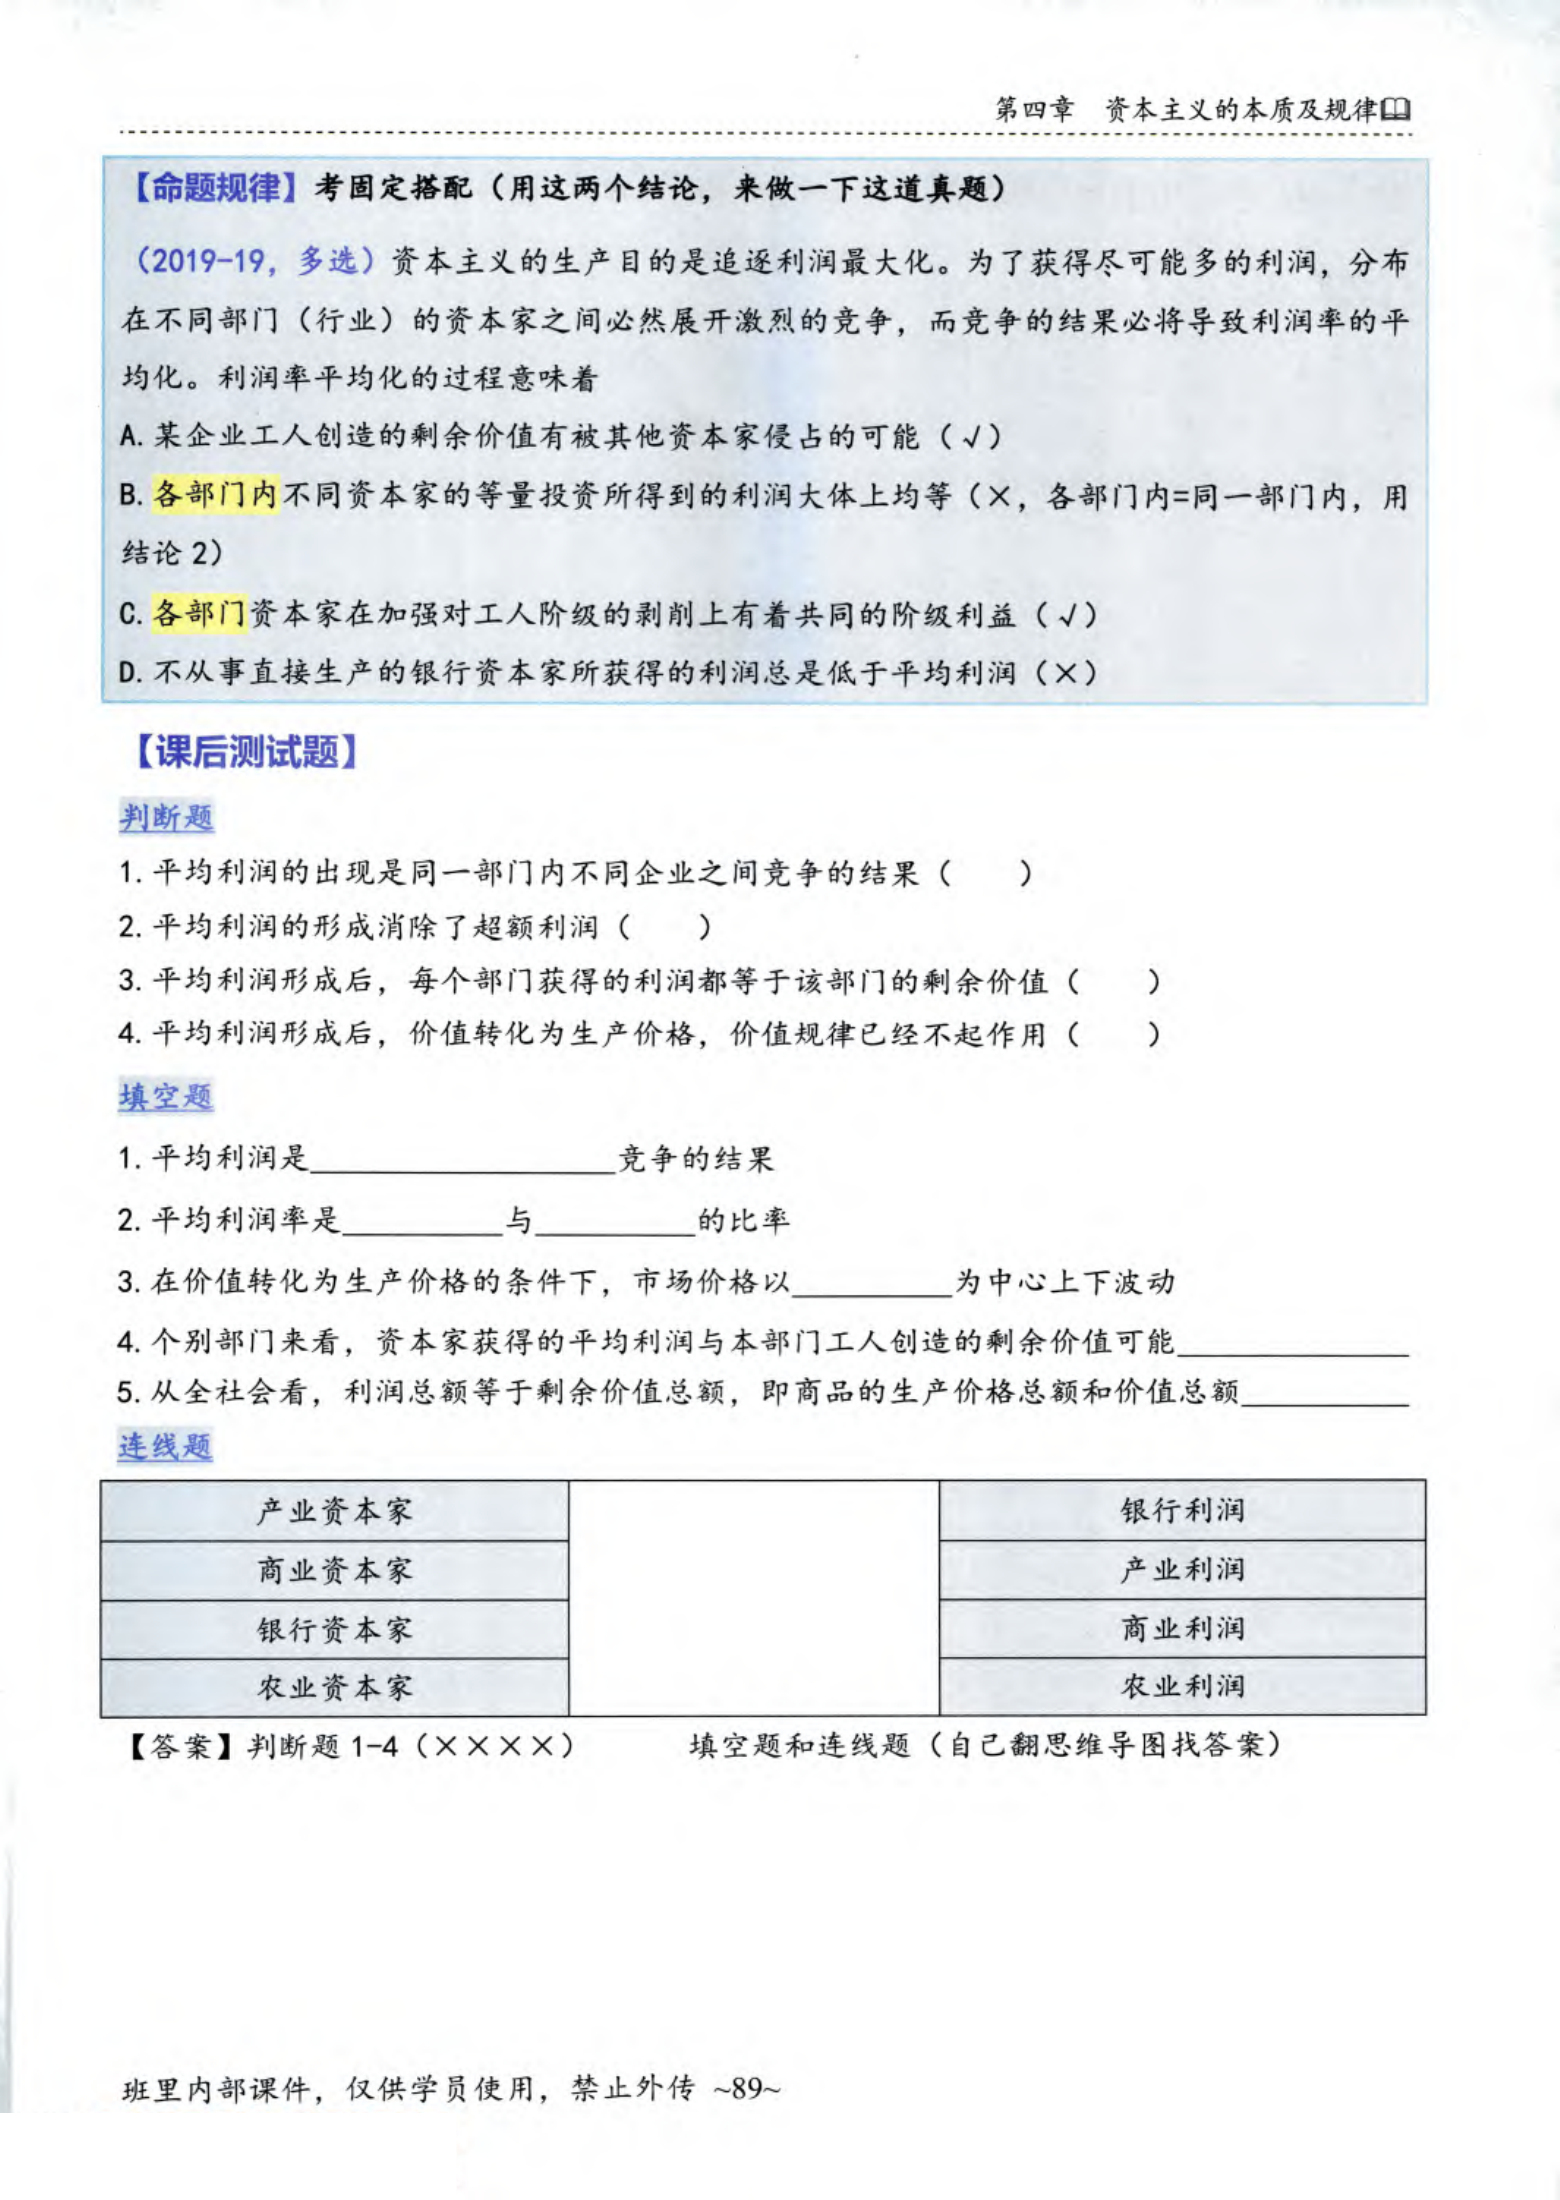 第四章 资本主义的本质及规律
【命题规律】考固定搭配（用这两个结论，来做一下这道真题）
（2019-19，多选）资本主义的生产目的是追逐利润最大化。为了获得尽可能多的利润，分布
在不同部门（行业）的资本家之间必然展开激烈的竞争，而竞争的结果必将导致利润率的平
均化。利润率平均化的过程意味着
A.某企业工人创造的剩余价值有被其他资本家侵占的可能（√）
B.各部门内不同资本家的等量投资所得到的利润大体上均等（×，各部门内=同一部门内，用
结论2）
C.各部门资本家在加强对工人阶级的剥削上有着共同的阶级利益（√）
D.不从事直接生产的银行资本家所获得的利润总是低于平均利润（×）
【课后测试题】
判断题
1.平均利润的出现是同一部门内不同企业之间竞争的结果（ ）
2.平均利润的形成消除了超额利润（ ）
3.平均利润形成后，每个部门获得的利润都等于该部门的剩余价值（ ）
4.平均利润形成后，价值转化为生产价格，价值规律已经不起作用（ ）
填空题
1.平均利润是___________________竞争的结果
2.平均利润率是__________与__________的比率
3.在价值转化为生产价格的条件下，市场价格以__________为中心上下波动
4.个别部门来看，资本家获得的平均利润与本部门工人创造的剩余价值可能______________
5.从全社会看，利润总额等于剩余价值总额，即商品的生产价格总额和价值总额__________
连线题
产业资本家 银行利润
商业资本家 产业利润
银行资本家 商业利润
农业资本家 农业利润
【答案】判断题1-4（××××） 填空题和连线题（自己翻思维导图找答案）
班里内部课件，仅供学员使用，禁止外传 ~89~